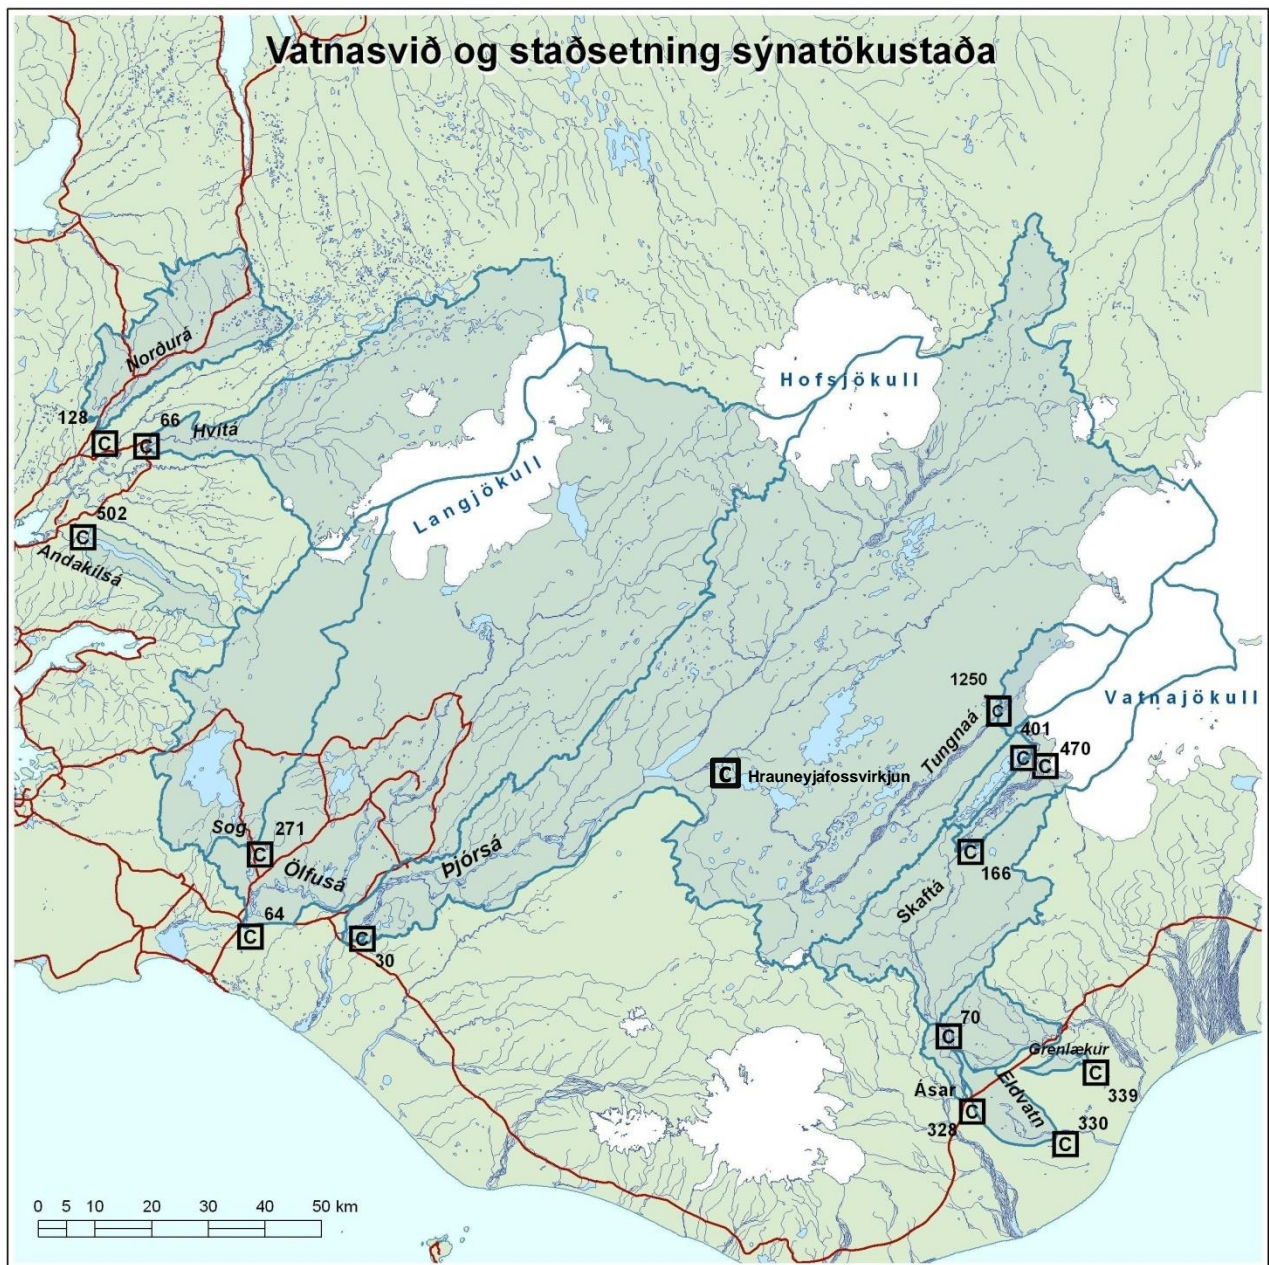 Vatnasvið og staðsetning sýnatökustaða
Norðurá
Hofsjökull
128
66
C
C
Hvítá
Langjökull
502
C
Andakílsá
1250
C
Tungnaá
Vatnajökull
401
C
470
C
C
Hrauneyjafossvirkjun
Sog
271
C
Ölfusá
Þjórsá
C
166
Skaftá
64
C
C
30
70
C
Grenlækur
C
339
Eldvatn
Ásar
C
328
330
C
0 5 10 20 30 40 50 km